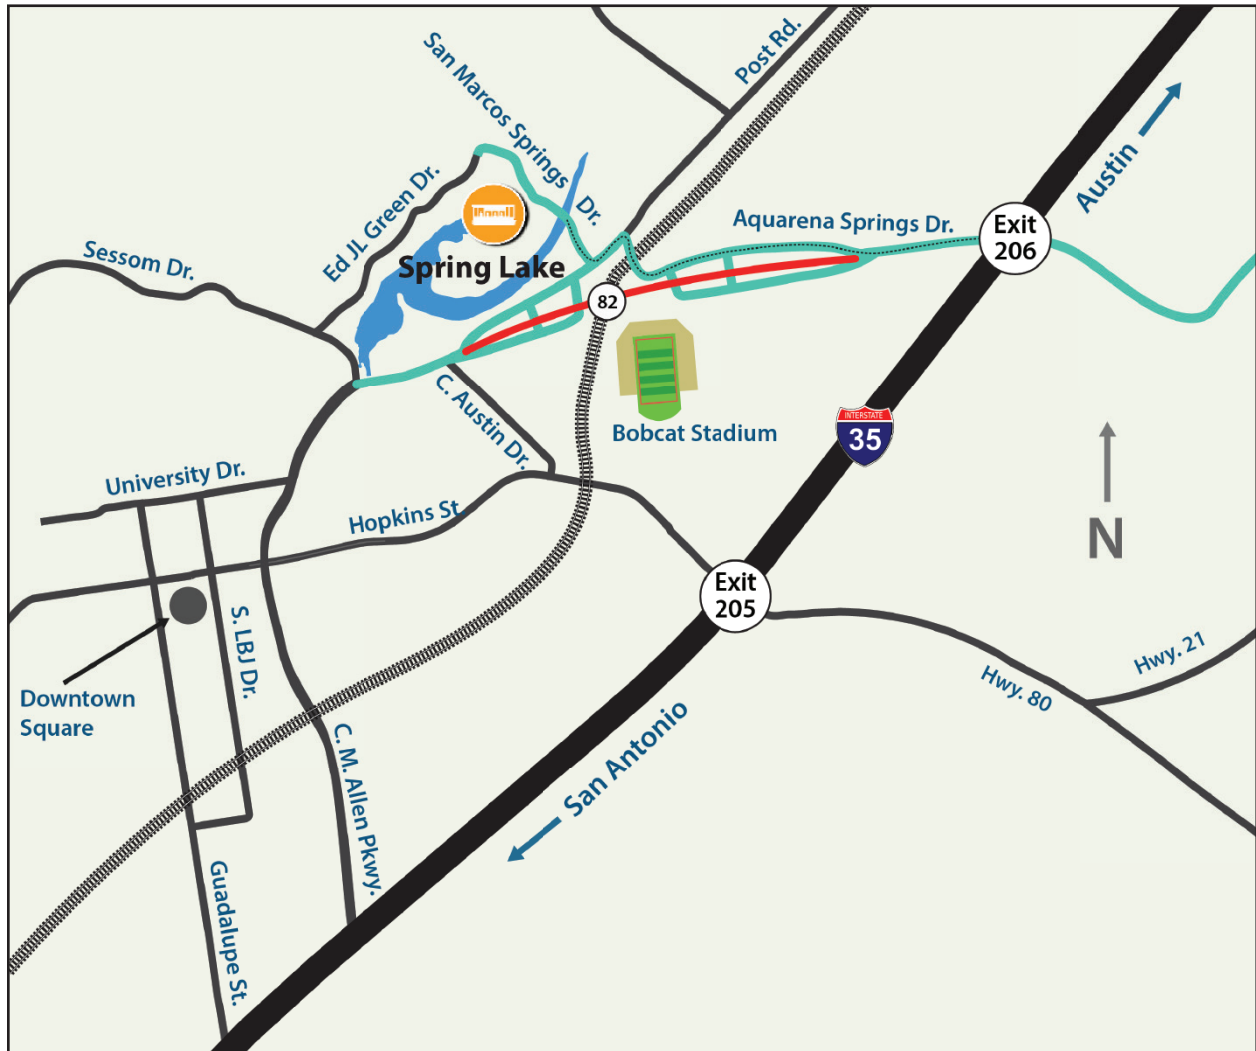 Post Rd.
San Marcos Springs
Dr.
Austin
Ed JL Green Dr.
Aquarena Springs Dr.
Exit
206
Sessom Dr.
Spring Lake
82
C. Austin Dr.
Bobcat Stadium
INTERSTATE
35
University Dr.
Hopkins St.
N
Exit
205
S. LBJ Dr.
Hwy. 21
Hwy. 80
Downtown
Square
San Antonio
C. M. Allen Pkwy.
Guadalupe St.